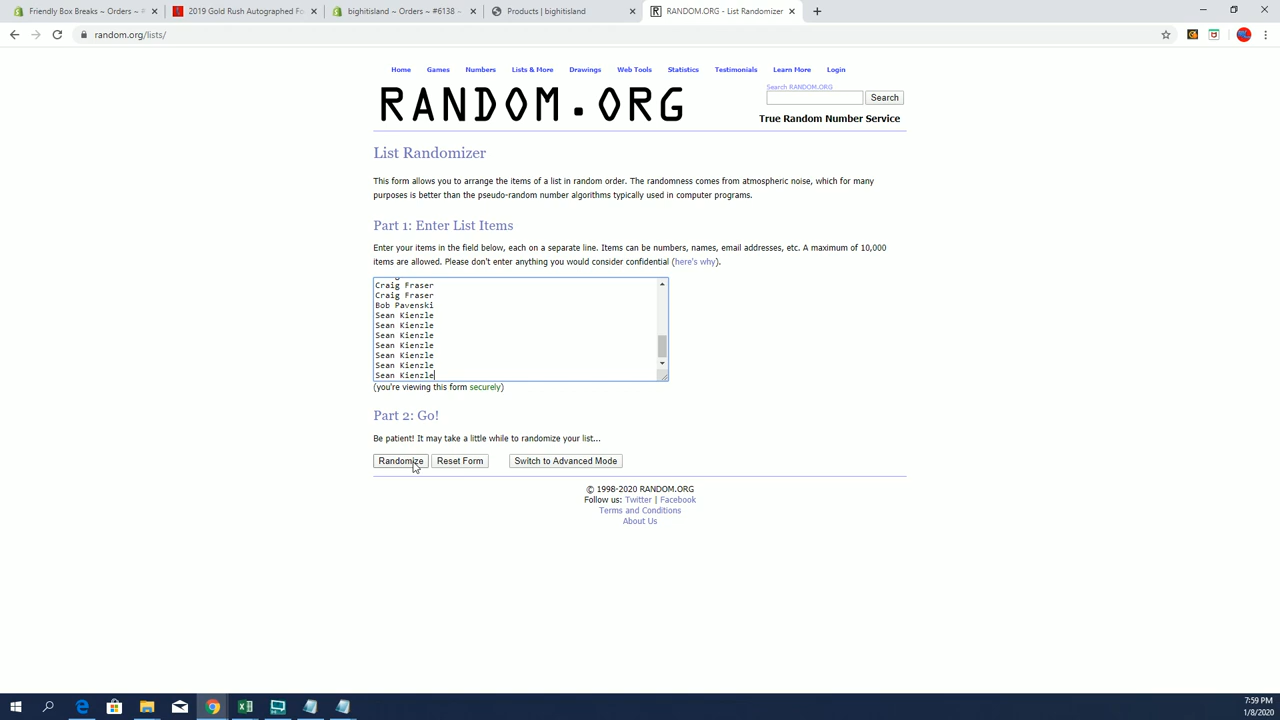 Friendly Box Breaks ~ Orders ~
2019 Gold Rush Autographed For
bighitisland ~ Orders ~ #6138 ~
Products | bighitisland
RANDOM.ORG - List Randomizer
random.org/lists/
Home Games Numbers Lists & More Drawings Web Tools Statistics Testimonials Learn More Login
RANDOM.ORG
Search RANDOM.ORG
Search
True Random Number Service
List Randomizer
This form allows you to arrange the items of a list in random order. The randomness comes from atmospheric noise, which for many
purposes is better than the pseudo-random number algorithms typically used in computer programs.
Part 1: Enter List Items
Enter your items in the field below, each on a separate line. Items can be numbers, names, email addresses, etc. A maximum of 10,000
items are allowed. Please don't enter anything you would consider confidential (here's why).
Craig Fraser
Craig Fraser
Bob Pavenski
Sean Kienzle
Sean Kienzle
Sean Kienzle
Sean Kienzle
Sean Kienzle
Sean Kienzle
Sean Kienzle
(you're viewing this form securely)
Part 2: Go!
Be patient! It may take a little while to randomize your list...
Randomize Reset Form Switch to Advanced Mode
© 1998-2020 RANDOM.ORG
Follow us: Twitter | Facebook
Terms and Conditions
About Us
7:59 PM
1/8/2020